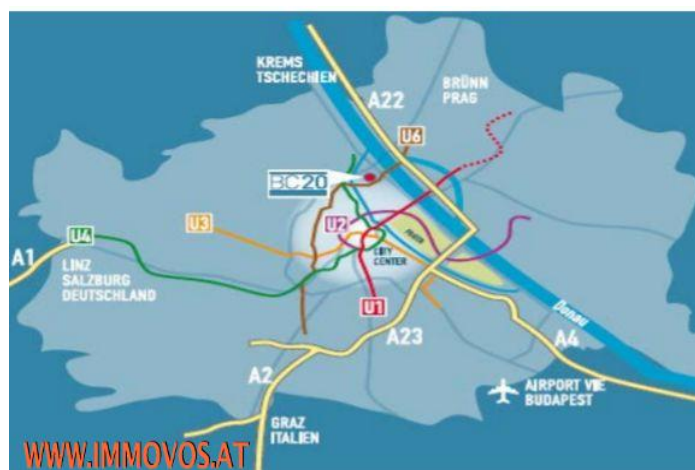 KREMS
TSCHECHIEN
BRÜNN
PRAG
A22
U6
BC20
U3
U2
U4
PRATER
CITY
CENTER
A1
LINZ
SALZBURG
DEUTSCHLAND
U1
Donau
A23
A4
A2
AIRPORT VIE
BUDAPEST
GRAZ
ITALIEN
WWW.IMMOVOS.AT